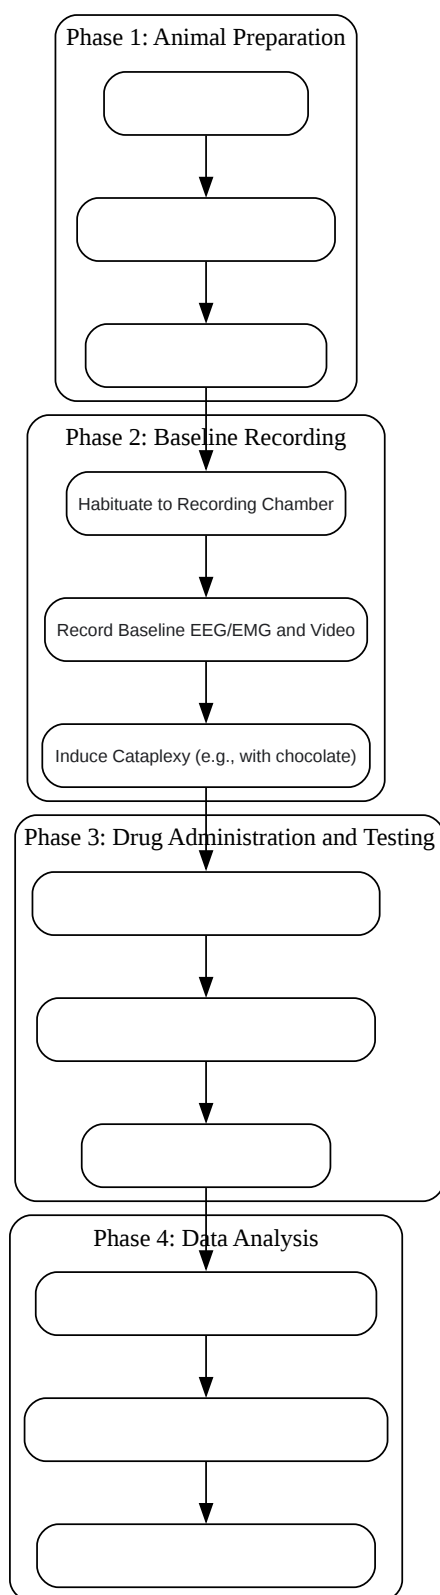 Phase 1: Animal Preparation
Phase 2: Baseline Recording
Habituate to Recording Chamber
Record Baseline EEG/EMG and Video
Induce Cataplexy (e.g., with chocolate)
Phase 3: Drug Administration and Testing
Phase 4: Data Analysis